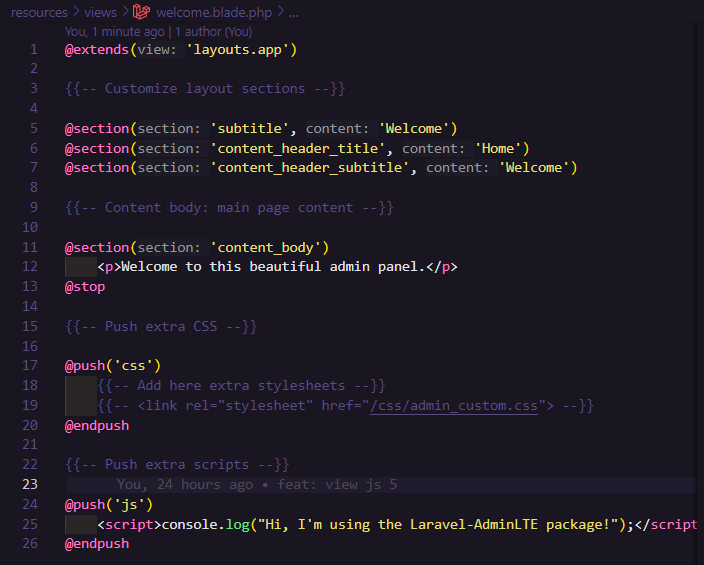 resources > views > welcome.blade.php > ...
You, 1 minute ago | 1 author (You)
1 @extends(view: 'layouts.app')
2
3 {{-- Customize layout sections --}}
4
5 @section(section: 'subtitle', content: 'Welcome')
6 @section(section: 'content_header_title', content: 'Home')
7 @section(section: 'content_header_subtitle', content: 'Welcome')
8
9 {{-- Content body: main page content --}}
10
11 @section(section: 'content_body')
12 <p>Welcome to this beautiful admin panel.</p>
13 @stop
14
15 {{-- Push extra CSS --}}
16
17 @push('css')
18 {{-- Add here extra stylesheets --}}
19 {{-- <link rel="stylesheet" href="/css/admin_custom.css"> --}}
20 @endpush
21
22 {{-- Push extra scripts --}}
23 You, 24 hours ago • feat: view js 5
24 @push('js')
25 <script>console.log("Hi, I'm using the Laravel-AdminLTE package!");</script
26 @endpush